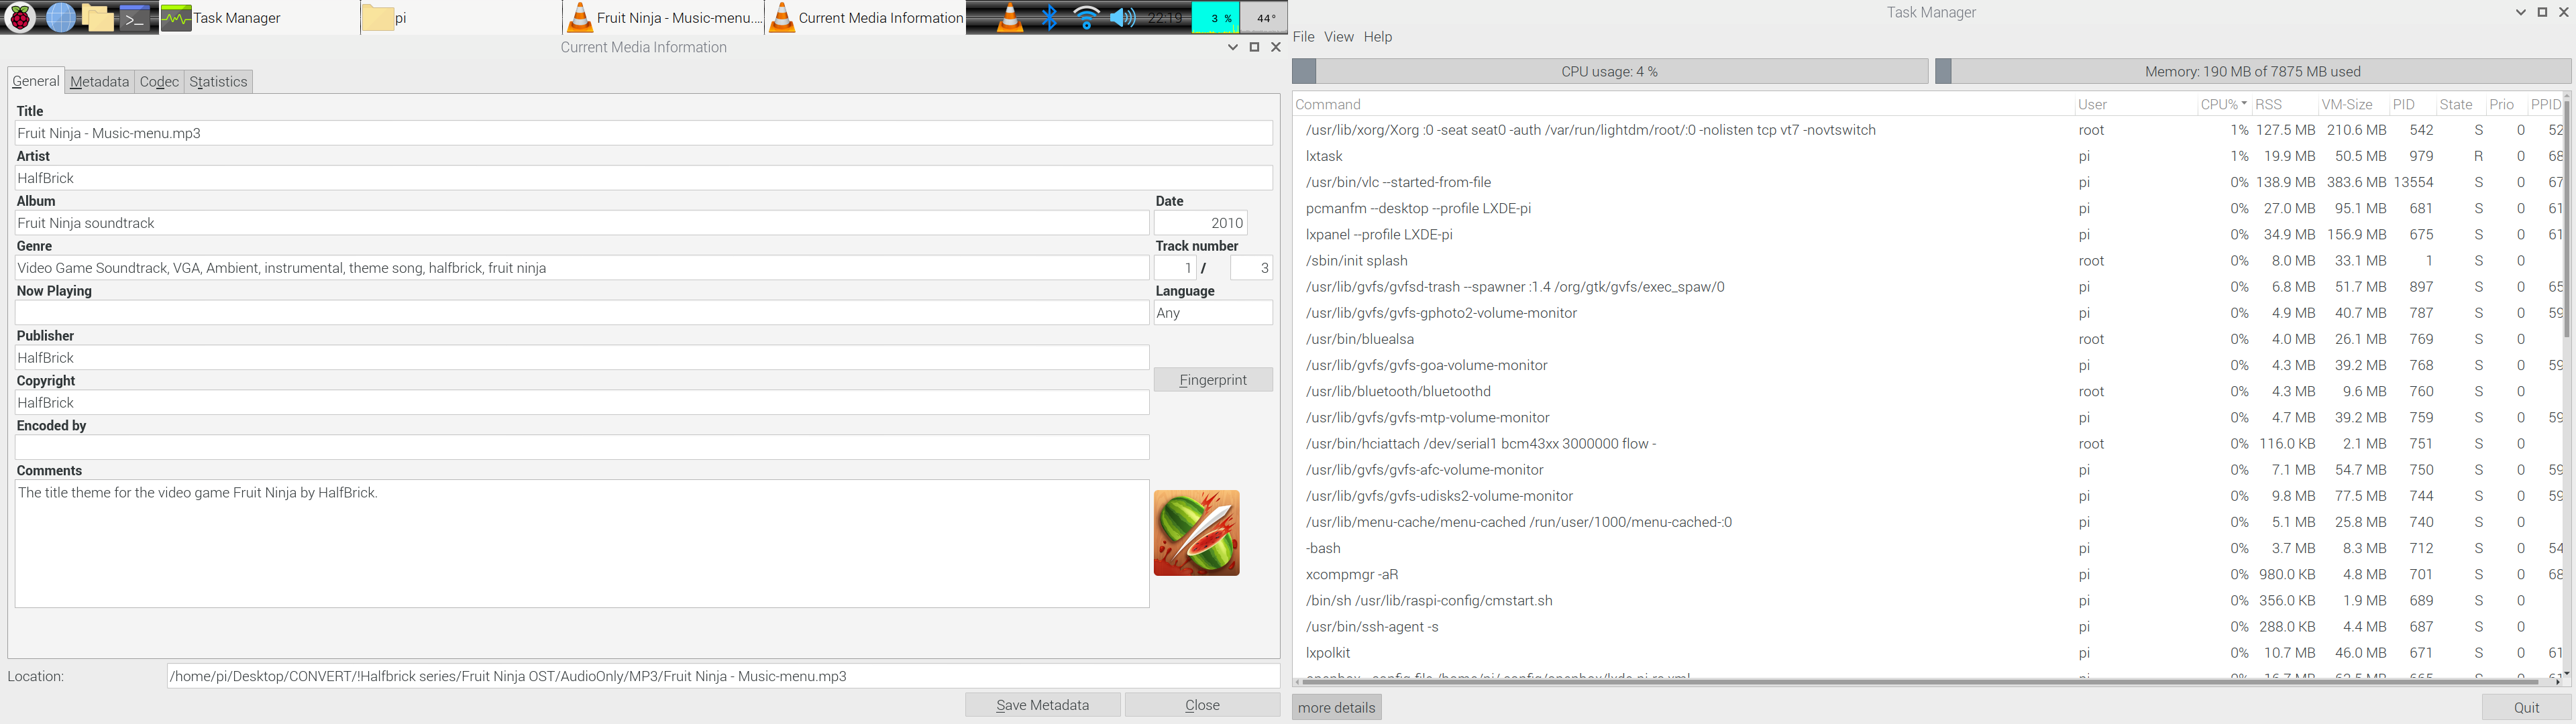 Task Manager
pi
Fruit Ninja - Music-menu....
Current Media Information
22:19
3 %
44°
Current Media Information
General Metadata Codec Statistics
Title
Fruit Ninja - Music-menu.mp3
Artist
HalfBrick
Album Date
Fruit Ninja soundtrack 2010
Genre Track number
Video Game Soundtrack, VGA, Ambient, instrumental, theme song, halfbrick, fruit ninja 1 / 3
Now Playing Language
Any
Publisher
HalfBrick
Copyright
Fingerprint
HalfBrick
Encoded by
Comments
The title theme for the video game Fruit Ninja by HalfBrick.
Location: /home/pi/Desktop/CONVERT/!Halfbrick series/Fruit Ninja OST/AudioOnly/MP3/Fruit Ninja - Music-menu.mp3
Save Metadata Close
Task Manager
File View Help
CPU usage: 4 % Memory: 190 MB of 7875 MB used
Command User CPU% RSS VM-Size PID State Prio PPID
/usr/lib/xorg/Xorg :0 -seat seat0 -auth /var/run/lightdm/root/:0 -nolisten tcp vt7 -novtswitch root 1% 127.5 MB 210.6 MB 542 S 0 52
lxtask pi 1% 19.9 MB 50.5 MB 979 R 0 68
/usr/bin/vlc --started-from-file pi 0% 138.9 MB 383.6 MB 13554 S 0 67
pcmanfm --desktop --profile LXDE-pi pi 0% 27.0 MB 95.1 MB 681 S 0 61
lxpanel --profile LXDE-pi pi 0% 34.9 MB 156.9 MB 675 S 0 61
/sbin/init splash root 0% 8.0 MB 33.1 MB 1 S 0
/usr/lib/gvfs/gvfsd-trash --spawner :1.4 /org/gtk/gvfs/exec_spaw/0 pi 0% 6.8 MB 51.7 MB 897 S 0 65
/usr/lib/gvfs/gvfs-gphoto2-volume-monitor pi 0% 4.9 MB 40.7 MB 787 S 0 59
/usr/bin/bluealsa root 0% 4.0 MB 26.1 MB 769 S 0
/usr/lib/gvfs/gvfs-goa-volume-monitor pi 0% 4.3 MB 39.2 MB 768 S 0 59
/usr/lib/bluetooth/bluetoothd root 0% 4.3 MB 9.6 MB 760 S 0
/usr/lib/gvfs/gvfs-mtp-volume-monitor pi 0% 4.7 MB 39.2 MB 759 S 0 59
/usr/bin/hciattach /dev/serial1 bcm43xx 3000000 flow - root 0% 116.0 KB 2.1 MB 751 S 0
/usr/lib/gvfs/gvfs-afc-volume-monitor pi 0% 7.1 MB 54.7 MB 750 S 0 59
/usr/lib/gvfs/gvfs-udisks2-volume-monitor pi 0% 9.8 MB 77.5 MB 744 S 0 59
/usr/lib/menu-cache/menu-cached /run/user/1000/menu-cached-:0 pi 0% 5.1 MB 25.8 MB 740 S 0
-bash pi 0% 3.7 MB 8.3 MB 712 S 0 54
xcompmgr -aR pi 0% 980.0 KB 4.8 MB 701 S 0 68
/bin/sh /usr/lib/raspi-config/cmstart.sh pi 0% 356.0 KB 1.9 MB 689 S 0
/usr/bin/ssh-agent -s pi 0% 288.0 KB 4.4 MB 687 S 0
lxpolkit pi 0% 10.7 MB 46.0 MB 671 S 0 61
more details Quit